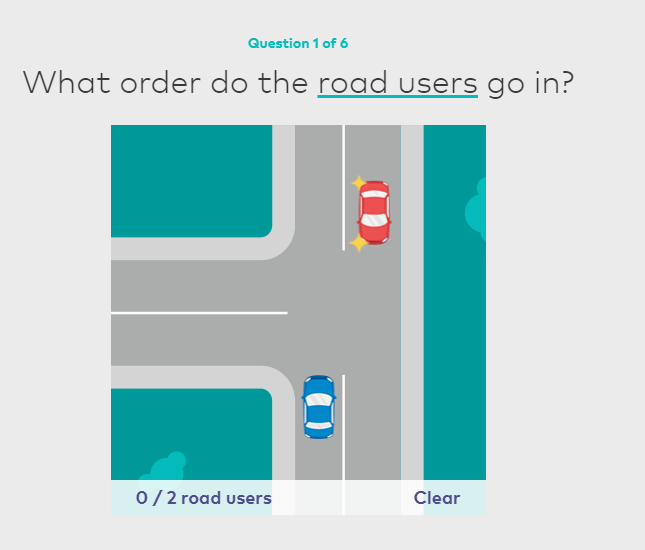 Question 1 of 6
What order do the road users go in?
0 / 2 road users
Clear